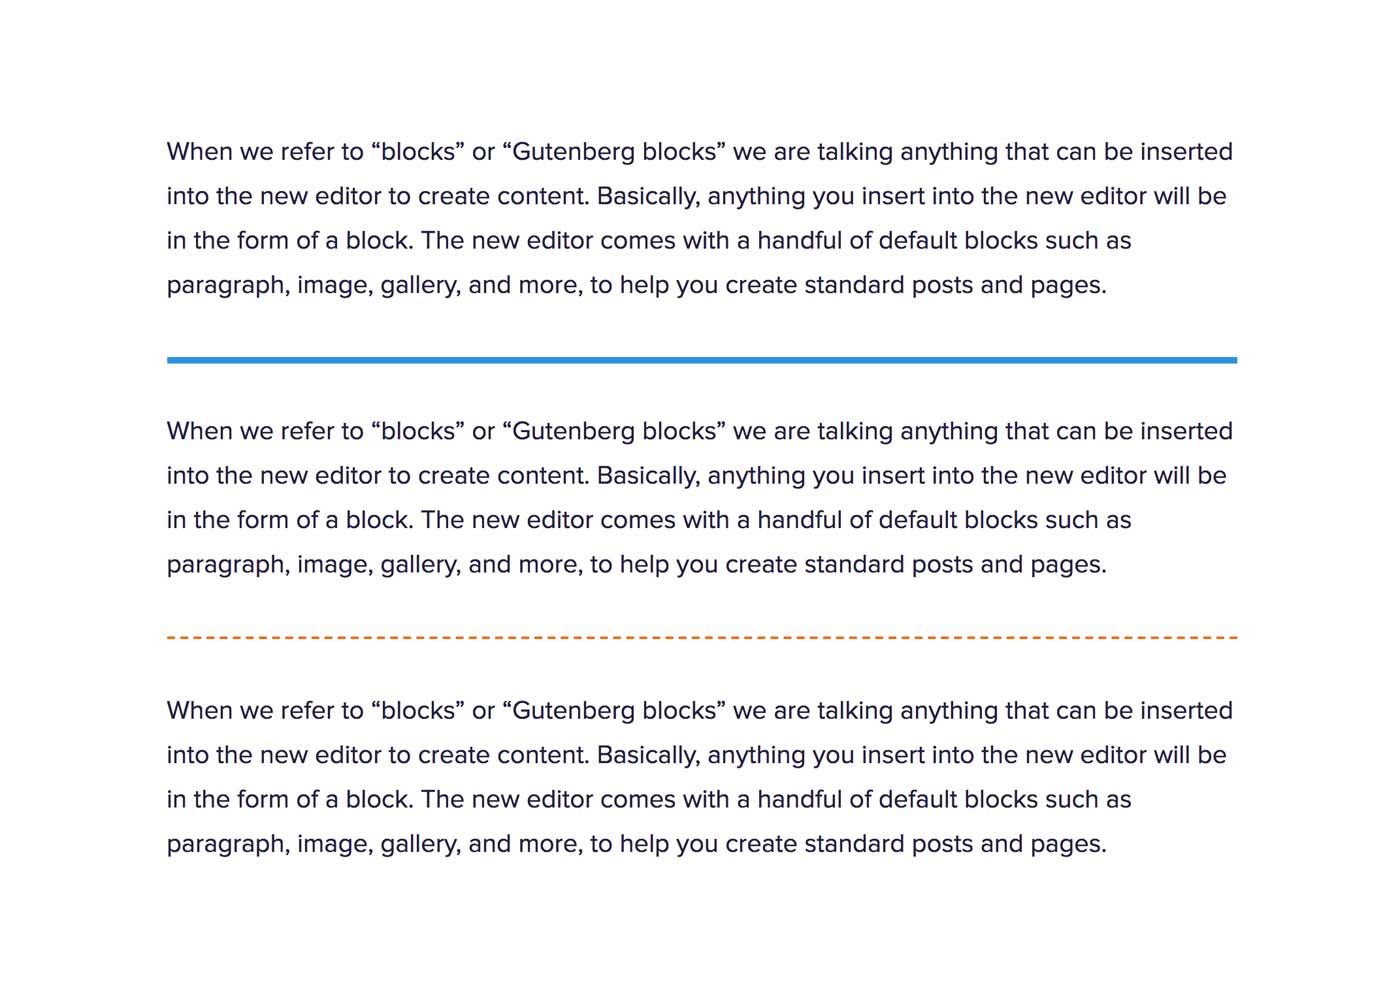 When we refer to “blocks” or “Gutenberg blocks” we are talking anything that can be inserted
into the new editor to create content. Basically, anything you insert into the new editor will be
in the form of a block. The new editor comes with a handful of default blocks such as
paragraph, image, gallery, and more, to help you create standard posts and pages.
When we refer to “blocks” or “Gutenberg blocks” we are talking anything that can be inserted
into the new editor to create content. Basically, anything you insert into the new editor will be
in the form of a block. The new editor comes with a handful of default blocks such as
paragraph, image, gallery, and more, to help you create standard posts and pages.
When we refer to “blocks” or “Gutenberg blocks” we are talking anything that can be inserted
into the new editor to create content. Basically, anything you insert into the new editor will be
in the form of a block. The new editor comes with a handful of default blocks such as
paragraph, image, gallery, and more, to help you create standard posts and pages.